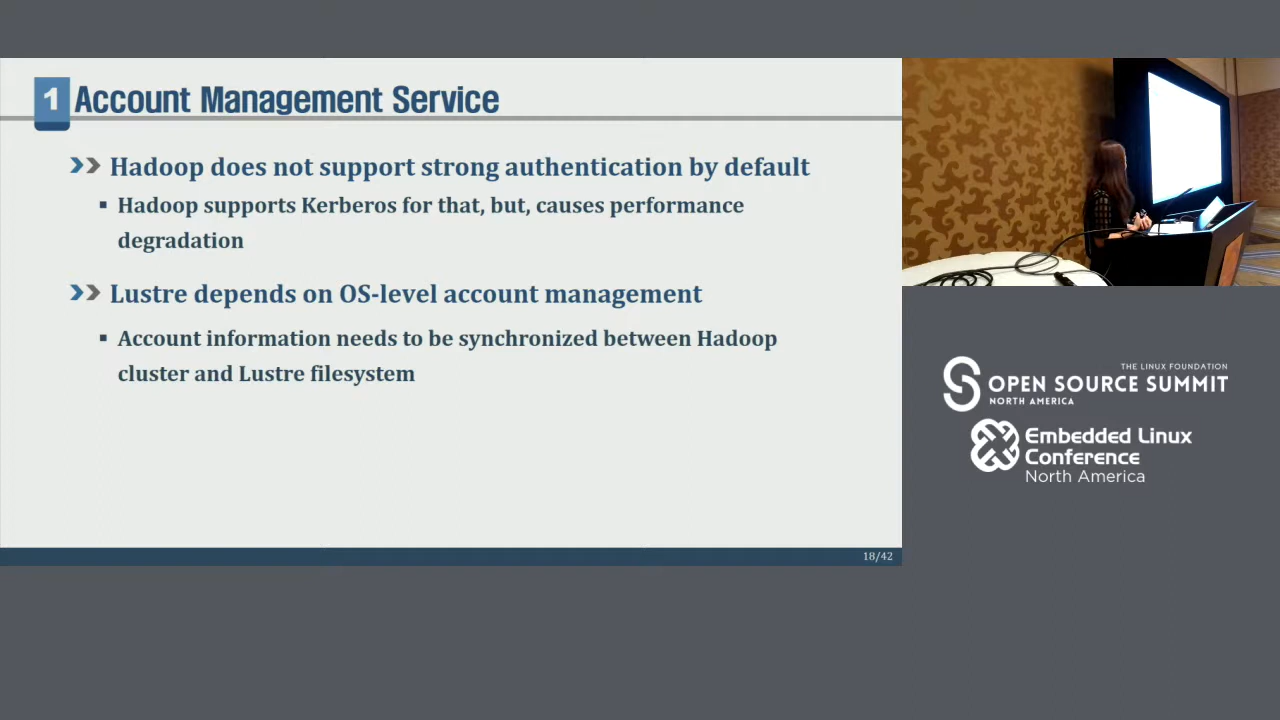 1 Account Management Service
Hadoop does not support strong authentication by default
▪ Hadoop supports Kerberos for that, but, causes performance
degradation
Lustre depends on OS-level account management
▪ Account information needs to be synchronized between Hadoop
cluster and Lustre filesystem
18/42
THE LINUX FOUNDATION
OPEN SOURCE SUMMIT
NORTH AMERICA
Embedded Linux
Conference
North America